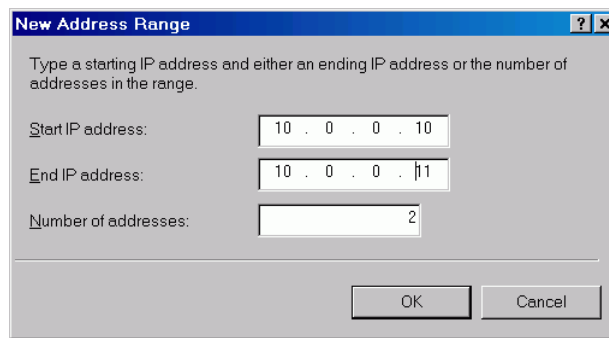 New Address Range
Type a starting IP address and either an ending IP address or the number of
addresses in the range.
Start IP address: 10 . 0 . 0 . 10
End IP address: 10 . 0 . 0 . 11
Number of addresses: 2
OK Cancel